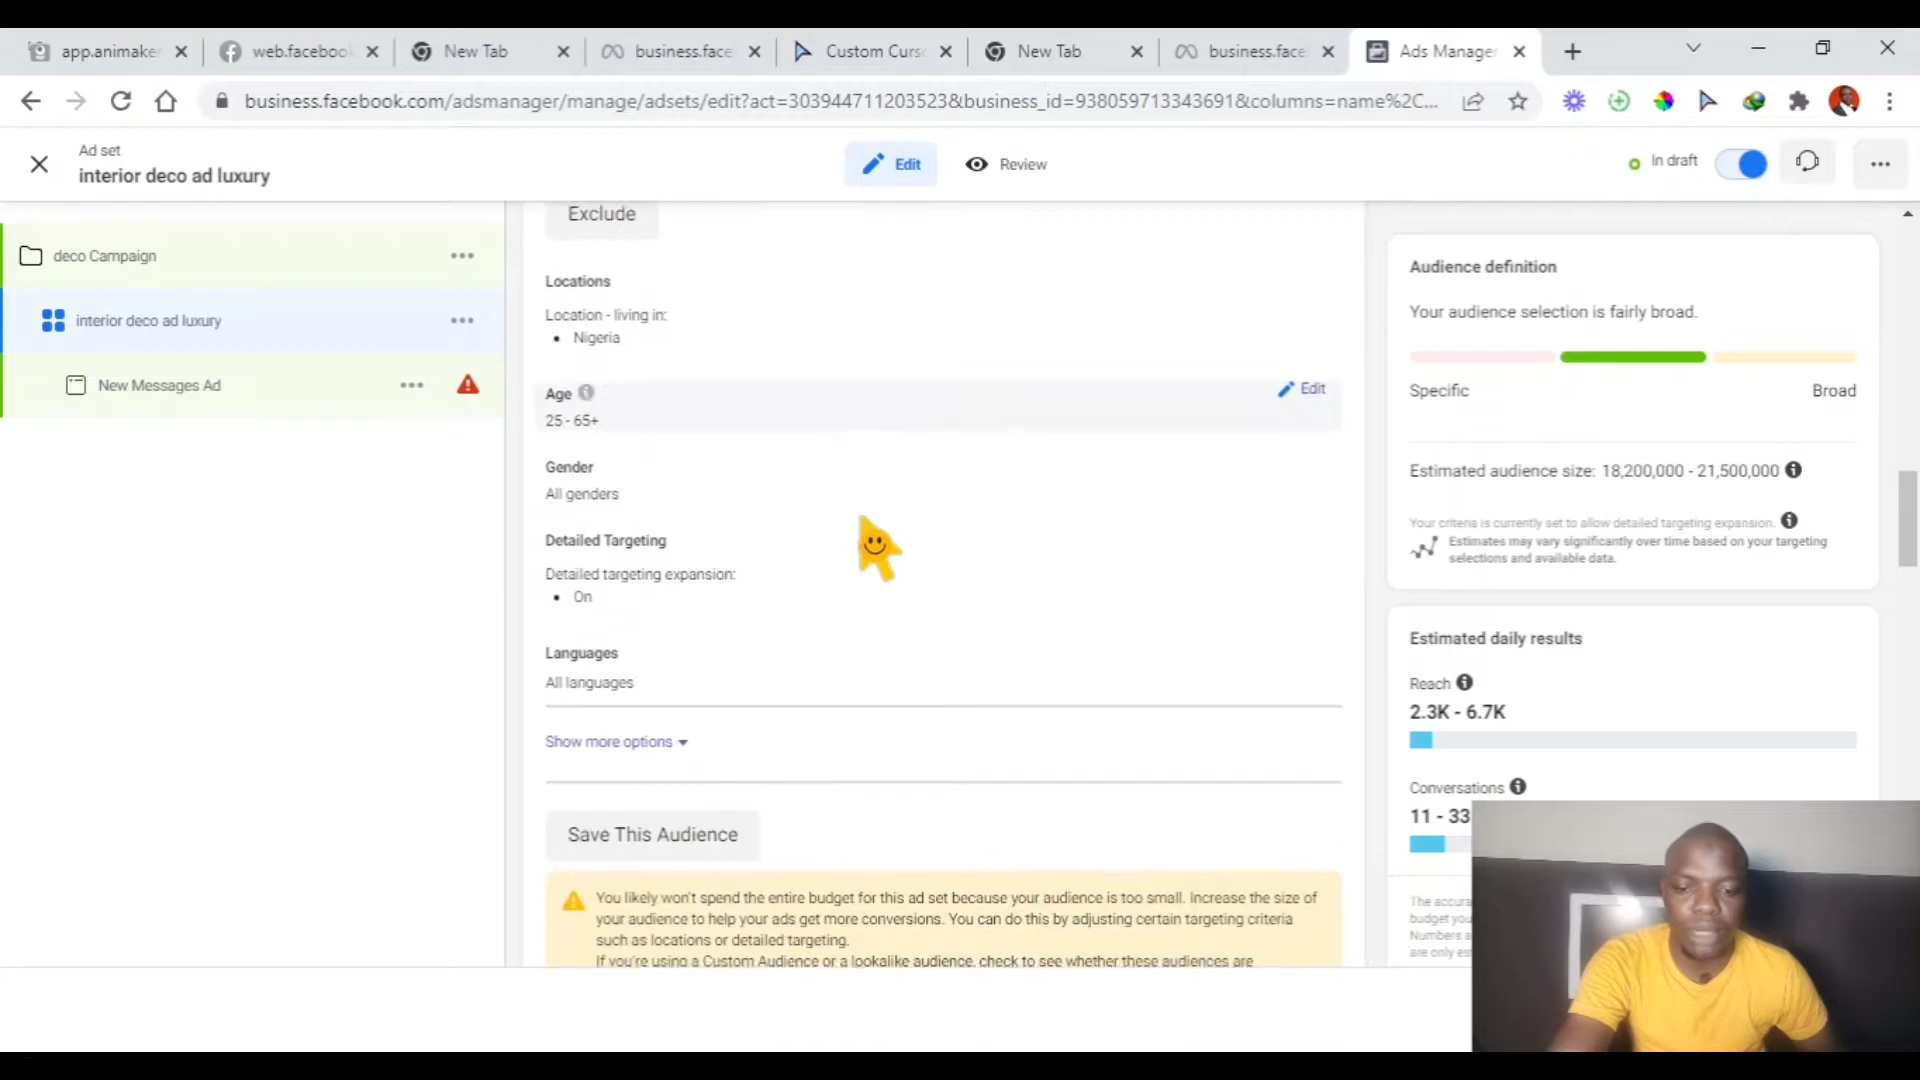 app.animaker
web.facebook
New Tab
business.face
Custom Curs
New Tab
business.face
Ads Manager
business.facebook.com/adsmanager/manage/adsets/edit?act=303944711203523&business_id=938059713343691&columns=name%2C...
Ad set
interior deco ad luxury
Edit
Review
In draft
deco Campaign
interior deco ad luxury
New Messages Ad
Exclude
Locations
Location - living in:
Nigeria
Age
Edit
25 - 65+
Gender
All genders
Detailed Targeting
Detailed targeting expansion:
On
Languages
All languages
Show more options
Save This Audience
You likely won't spend the entire budget for this ad set because your audience is too small. Increase the size of
your audience to help your ads get more conversions. You can do this by adjusting certain targeting criteria
such as locations or detailed targeting.
If you're using a Custom Audience or a lookalike audience, check to see whether these audiences are
Audience definition
Your audience selection is fairly broad.
Specific
Broad
Estimated audience size: 18,200,000 - 21,500,000
Your criteria is currently set to allow detailed targeting expansion.
Estimates may vary significantly over time based on your targeting
selections and available data.
Estimated daily results
Reach
2.3K - 6.7K
Conversations
11 - 33
The accura
budget you
Numbers a
are only es